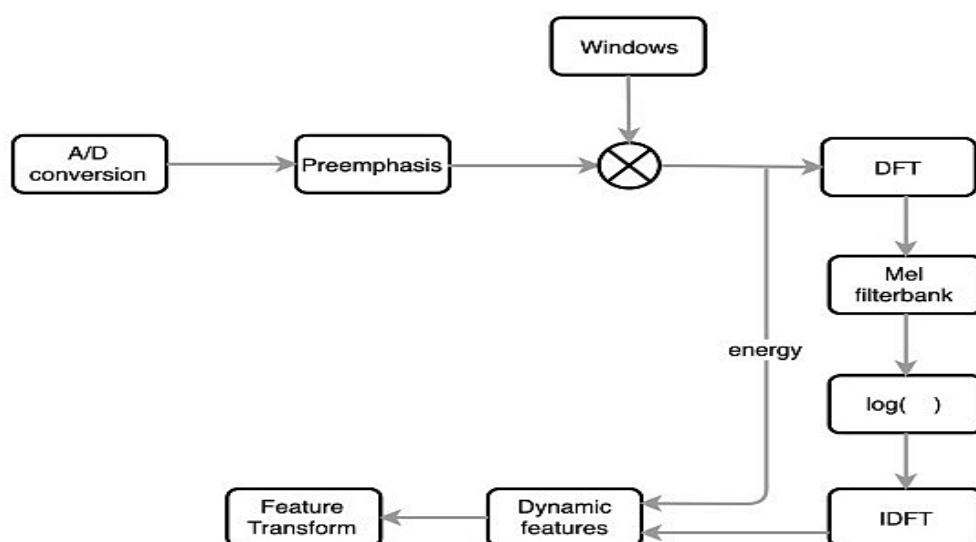 Windows
A/D
conversion
Preemphasis
DFT
Mel
filterbank
energy
log( )
Feature
Transform
Dynamic
features
IDFT